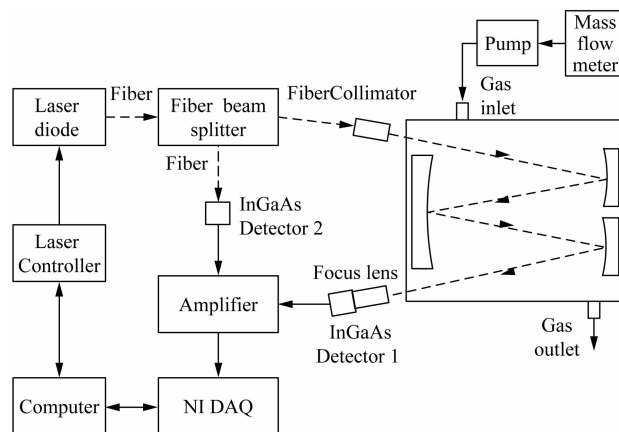 Mass
flow
meter
Pump
Gas
inlet
Fiber
FiberCollimator
Laser
diode
Fiber beam
splitter
Fiber
InGaAs
Detector 2
Laser
Controller
Focus lens
Amplifier
InGaAs
Detector 1
Gas
outlet
Computer
NI DAQ